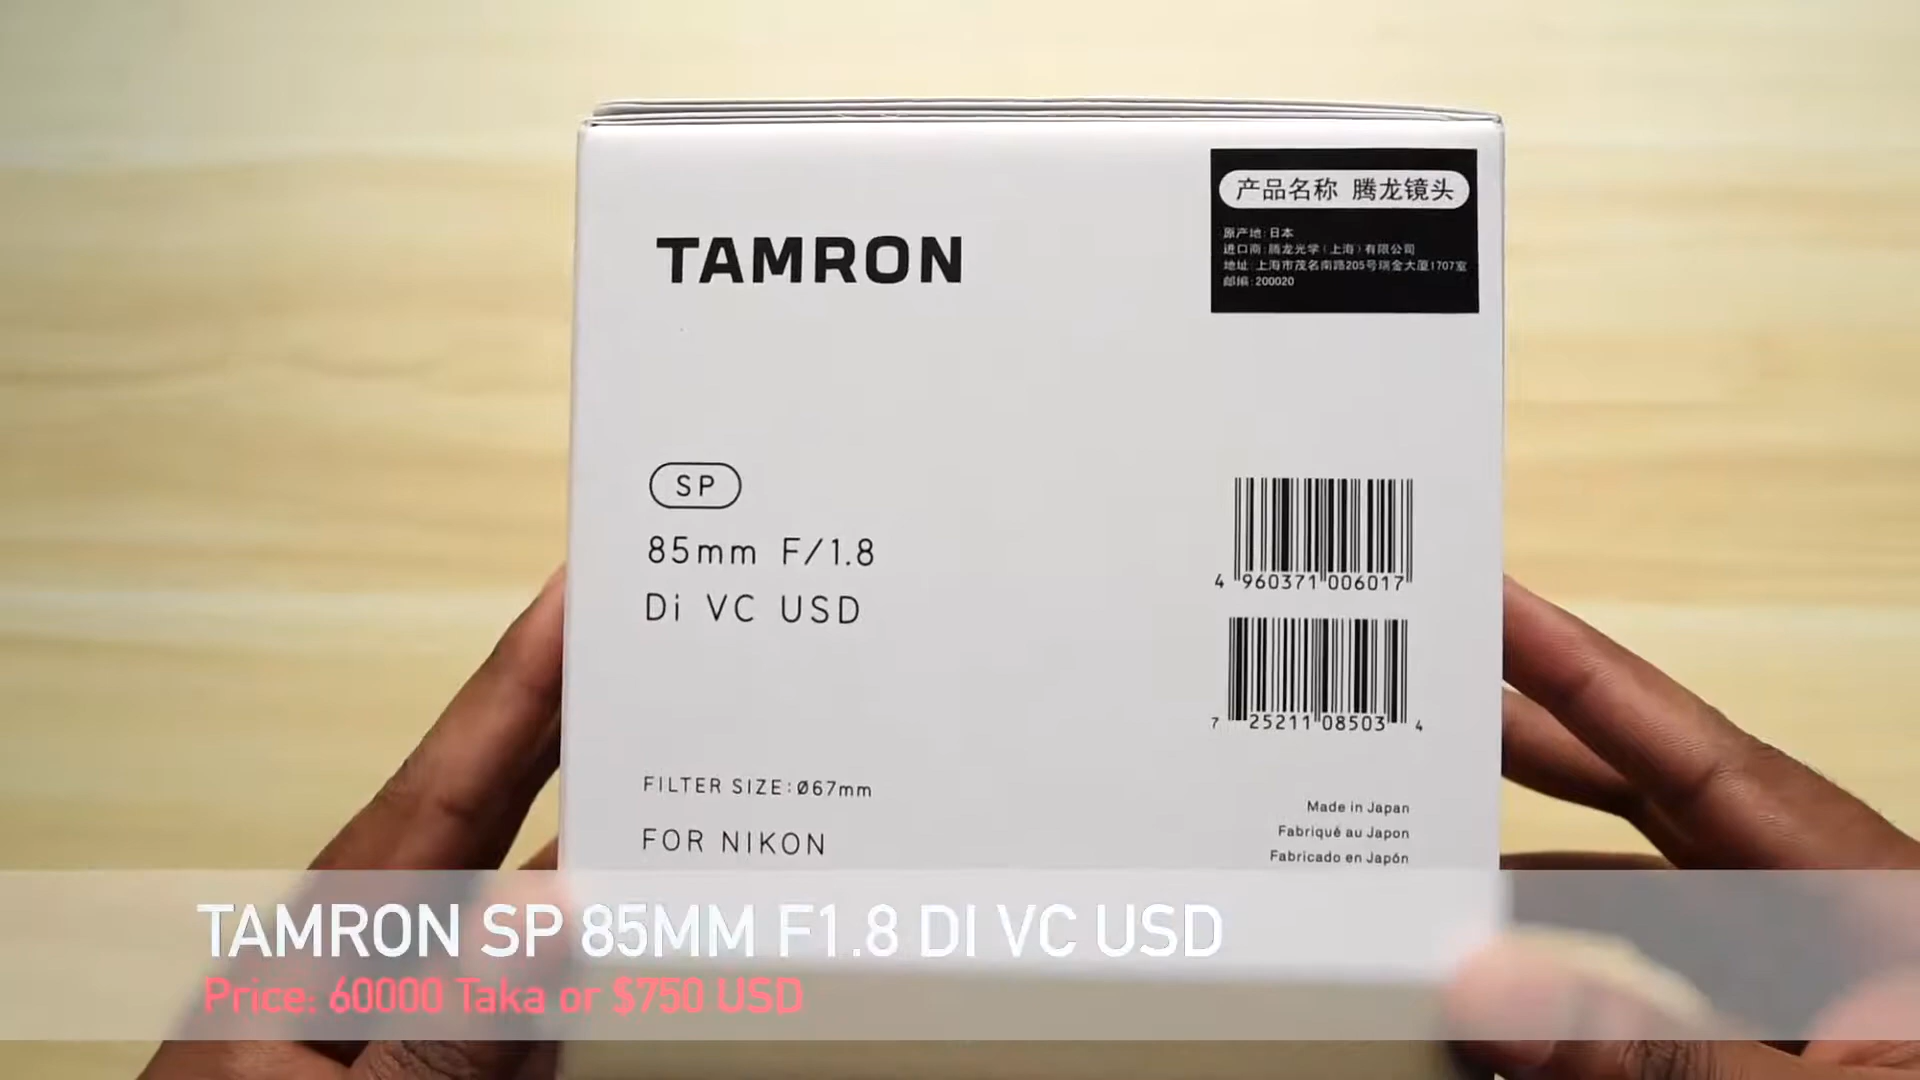 TAMRON
产品名称 腾龙镜头
原产地:日本
进口商:腾龙光学(上海)有限公司
地址:上海市茂名南路205号瑞金大厦1707室
邮编:200020
SP
85mm F/1.8
Di VC USD
4 960371 006017
7 25211 08503 4
FILTER SIZE:Ø67mm
FOR NIKON
Made in Japan
Fabriqué au Japon
Fabricado en Japón
TAMRON SP 85MM F1.8 DI VC USD
Price: 60000 Taka or $750 USD